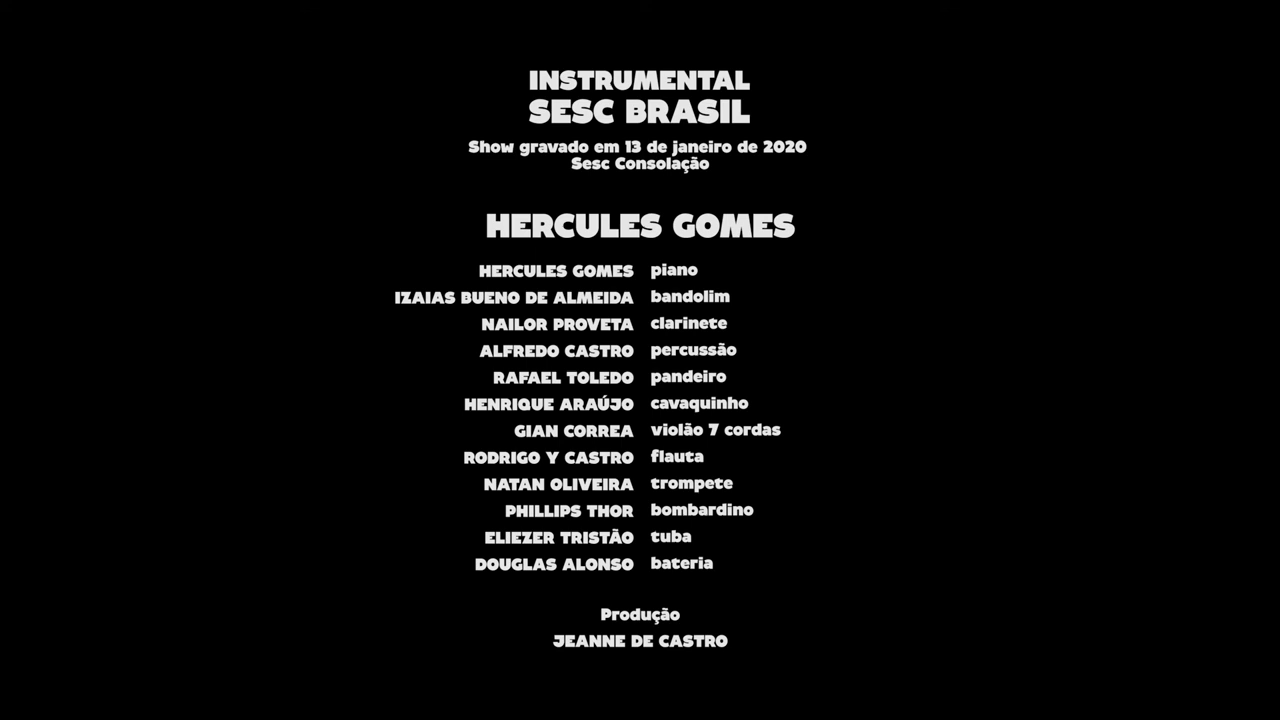 INSTRUMENTAL
SESC BRASIL
Show gravado em 13 de janeiro de 2020
Sesc Consolação
HERCULES GOMES
HERCULES GOMES piano
IZAIAS BUENO DE ALMEIDA bandolim
NAILOR PROVETA clarinete
ALFREDO CASTRO percussão
RAFAEL TOLEDO pandeiro
HENRIQUE ARAÚJO cavaquinho
GIAN CORREA violão 7 cordas
RODRIGO Y CASTRO flauta
NATAN OLIVEIRA trompete
PHILLIPS THOR bombardino
ELIEZER TRISTÃO tuba
DOUGLAS ALONSO bateria
Produção
JEANNE DE CASTRO